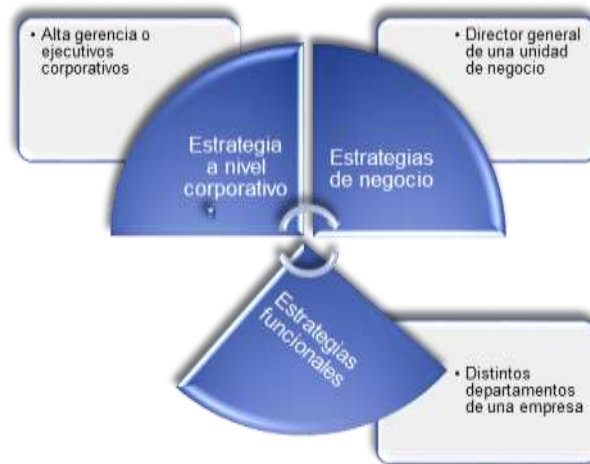 • Alta gerencia o
ejecutivos
corporativos
• Director general
de una unidad
de negocio
Estrategia
a nivel
corporativo
Estrategias
de negocio
Estrategias
funcionales
• Distintos
departamentos
de una empresa